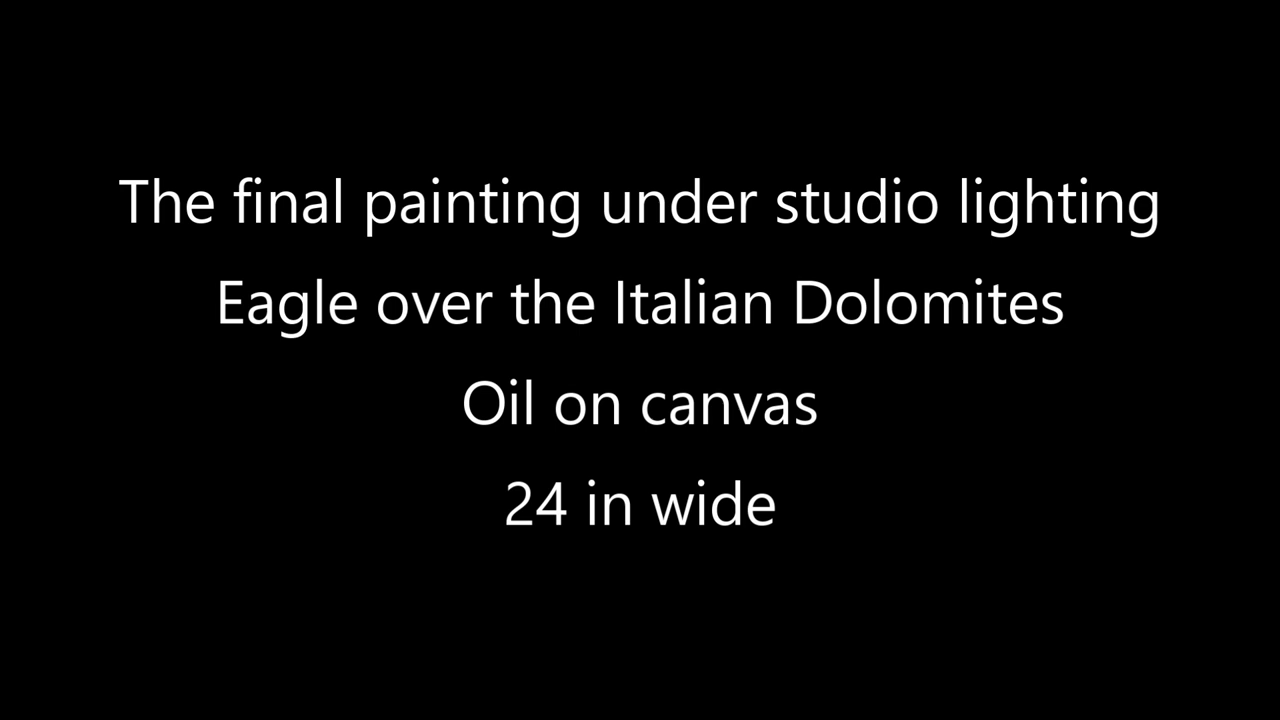 The final painting under studio lighting
Eagle over the Italian Dolomites
Oil on canvas
24 in wide